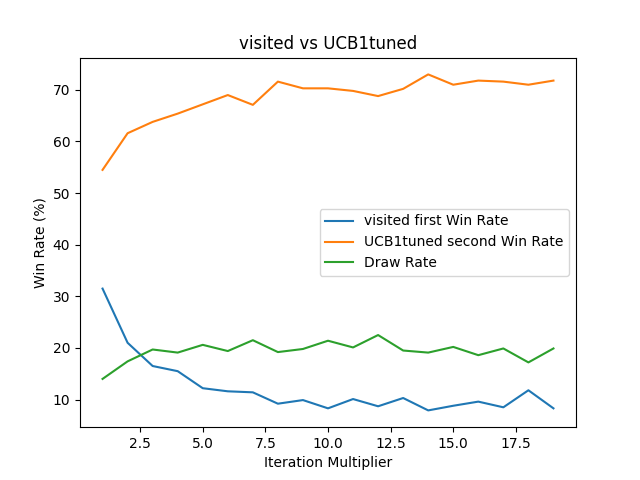 visited vs UCB1tuned
Win Rate (%)
70
60
50
40
30
20
10
visited first Win Rate
UCB1tuned second Win Rate
Draw Rate
2.5 5.0 7.5 10.0 12.5 15.0 17.5
Iteration Multiplier